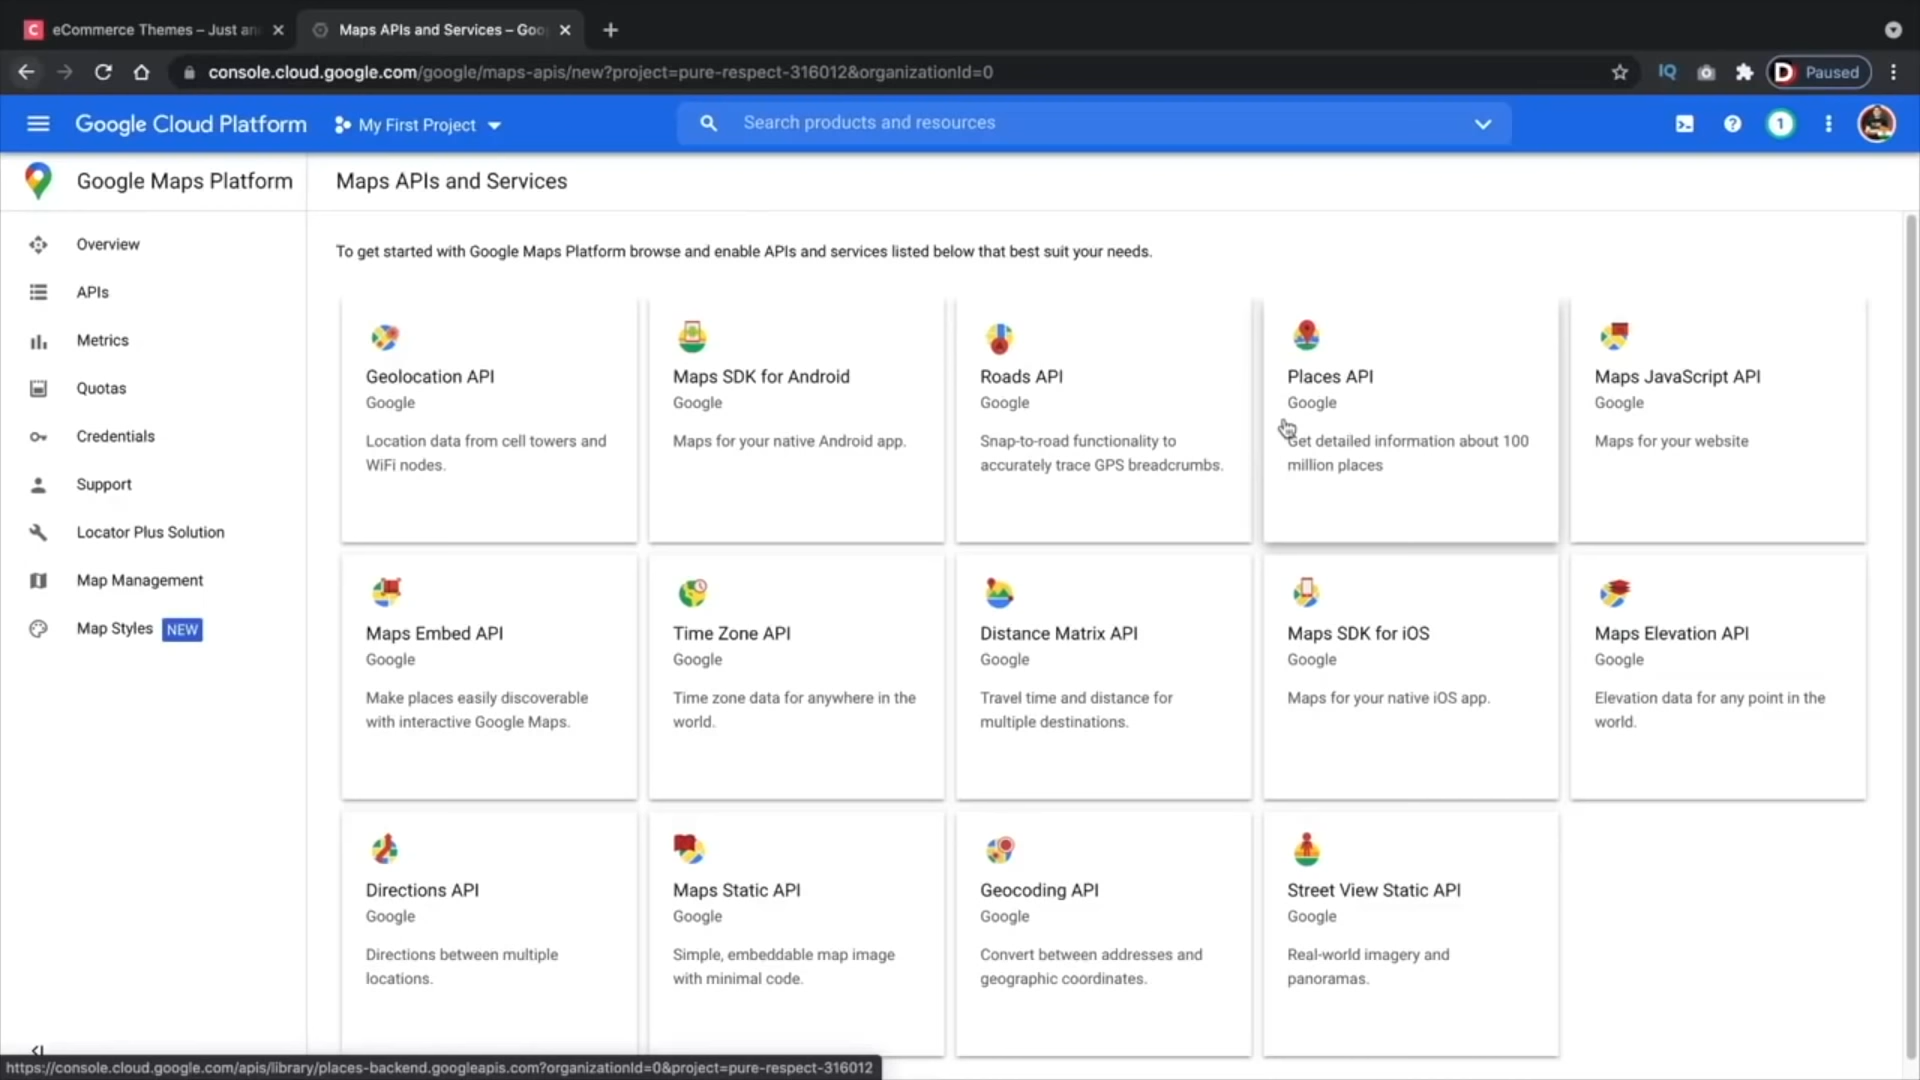 eCommerce Themes – Just an
Maps APIs and Services – Goo
console.cloud.google.com/google/maps-apis/new?project=pure-respect-316012&organizationId=0
IQ
D Paused
Google Cloud Platform
My First Project
Search products and resources
1
Google Maps Platform
Maps APIs and Services
Overview
APIs
Metrics
Quotas
Credentials
Support
Locator Plus Solution
Map Management
Map Styles NEW
To get started with Google Maps Platform browse and enable APIs and services listed below that best suit your needs.
Geolocation API
Google
Location data from cell towers and
WiFi nodes.
Maps SDK for Android
Google
Maps for your native Android app.
Roads API
Google
Snap-to-road functionality to
accurately trace GPS breadcrumbs.
Places API
Google
Get detailed information about 100
million places
Maps JavaScript API
Google
Maps for your website
Maps Embed API
Google
Make places easily discoverable
with interactive Google Maps.
Time Zone API
Google
Time zone data for anywhere in the
world.
Distance Matrix API
Google
Travel time and distance for
multiple destinations.
Maps SDK for iOS
Google
Maps for your native iOS app.
Maps Elevation API
Google
Elevation data for any point in the
world.
Directions API
Google
Directions between multiple
locations.
Maps Static API
Google
Simple, embeddable map image
with minimal code.
Geocoding API
Google
Convert between addresses and
geographic coordinates.
Street View Static API
Google
Real-world imagery and
panoramas.
https://console.cloud.google.com/apis/library/places-backend.googleapis.com?organizationId=0&project=pure-respect-316012